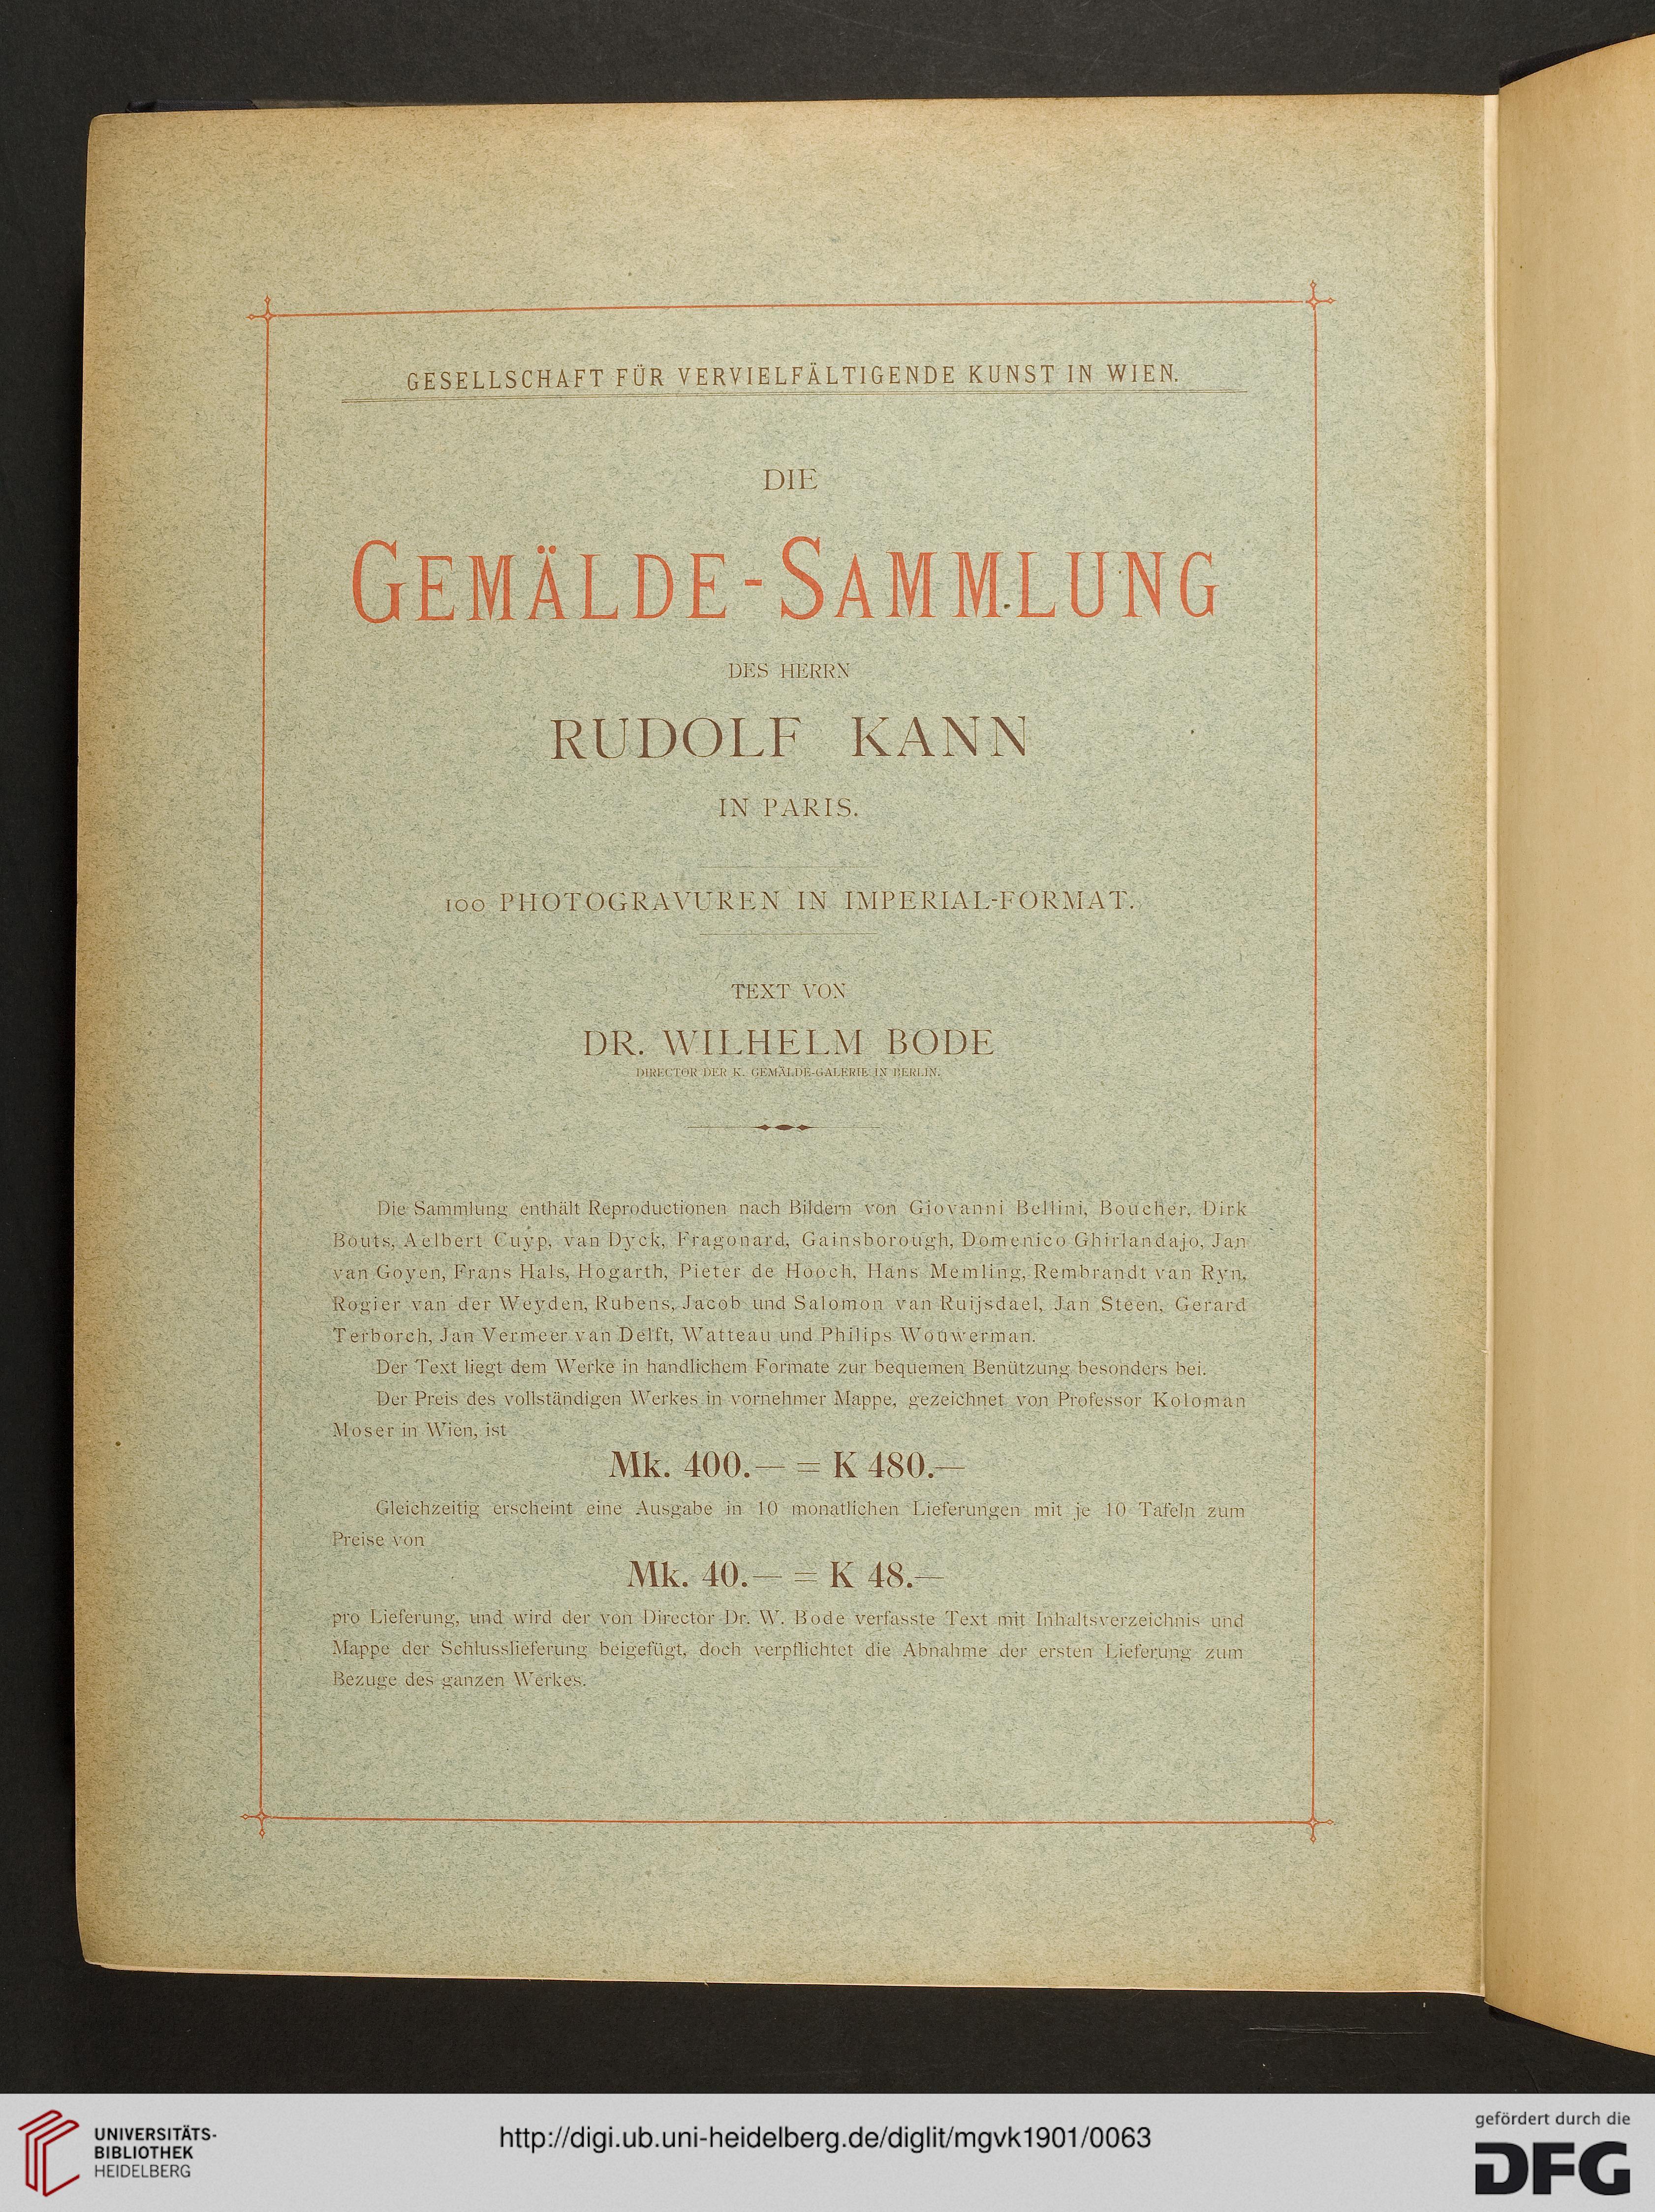 GESELLSCHAFT FÜR VERVIELFÄLTIGENDE KUNST IN WIEN.
DIE
GEMÄLDE-SAMMLUNG
DES HERRN
RUDOLF KANN
IN PARIS.
100 PHOTOGRAVUREN IN IMPERIAL-FORMAT.
TEXT VON
DR. WILHELM BODE
DIRECTOR DER K. GEMÄLDE-GALERIE IN BERLIN.
Die Sammlung enthält Reproductionen nach Bildern von Giovanni Bellini, Boucher, Dirk
Bouts, Aelbert Cuyp, van Dyck, Fragonard, Gainsborough, Domenico Ghirlandajo, Jan
van Goyen, Frans Hals, Hogarth, Pieter de Hooch, Hans Memling, Rembrandt van Ryn,
Rogier van der Weyden, Rubens, Jacob und Salomon van Ruijsdael, Jan Steen, Gerard
Terborch, Jan Vermeer van Delft, Watteau und Philips Wouwerman.
Der Text liegt dem Werke in handlichem Formate zur bequemen Benützung besonders bei.
Der Preis des vollständigen Werkes in vornehmer Mappe, gezeichnet von Professor Koloman
Moser in Wien, ist
Mk. 400.— = K 480.—
Gleichzeitig erscheint eine Ausgabe in 10 monatlichen Lieferungen mit je 10 Tafeln zum
Preise von
Mk. 40.— = K 48.—
pro Lieferung, und wird der von Director Dr. W. Bode verfasste Text mit Inhaltsverzeichnis und
Mappe der Schlusslieferung beigefügt, doch verpflichtet die Abnahme der ersten Lieferung zum
Bezuge des ganzen Werkes.
UNIVERSITÄTS-
BIBLIOTHEK
HEIDELBERG
http://digi.ub.uni-heidelberg.de/diglit/mgvk1901/0063
gefördert durch die
DFG